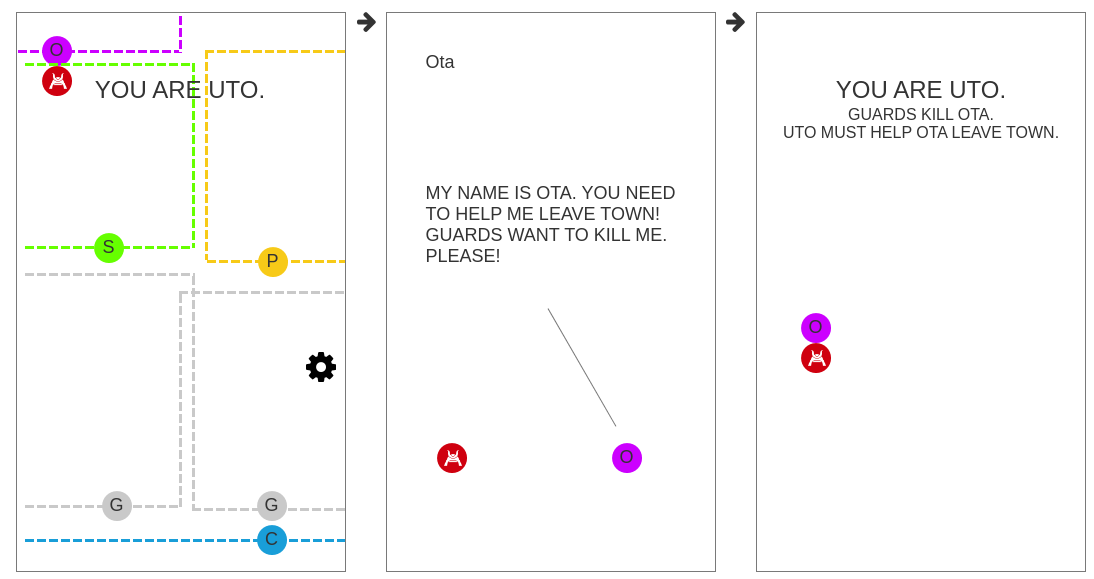 O
YOU ARE UTO.
S
P
G
G
C
Ota
MY NAME IS OTA. YOU NEED
TO HELP ME LEAVE TOWN!
GUARDS WANT TO KILL ME.
PLEASE!
O
YOU ARE UTO.
GUARDS KILL OTA.
UTO MUST HELP OTA LEAVE TOWN.
O